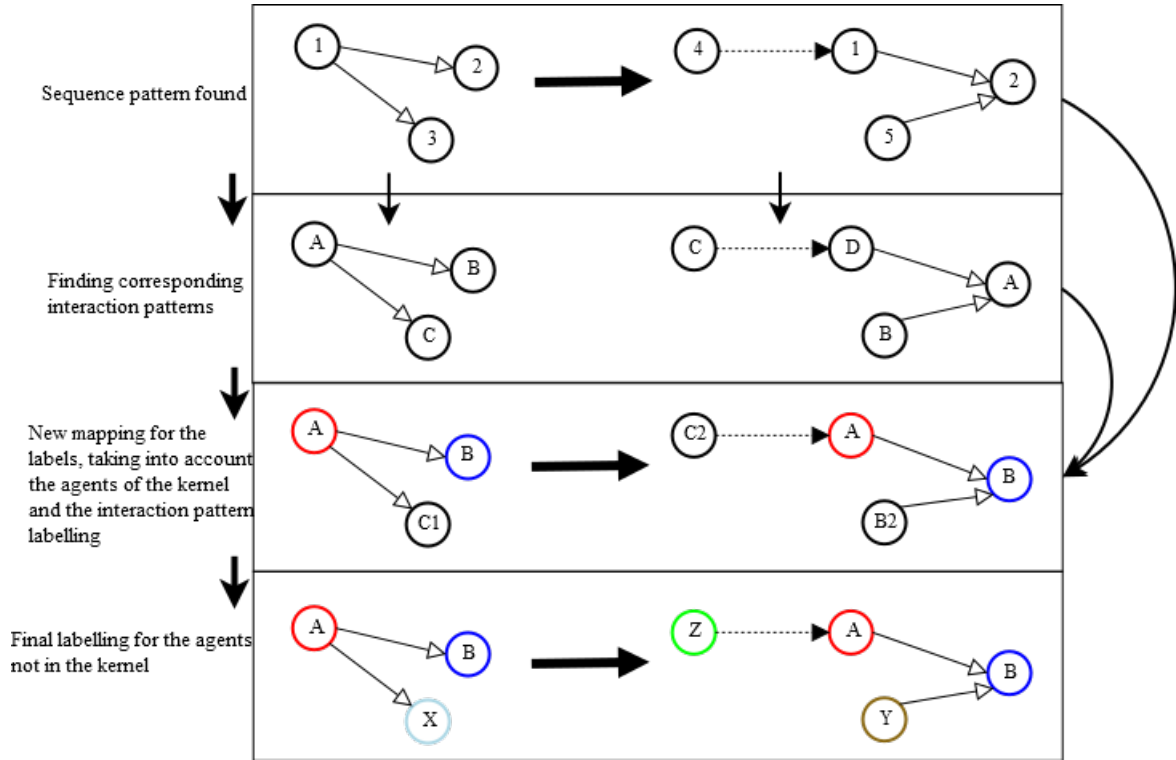 1
2
3
4
1
2
5
Sequence pattern found
A
B
C
C
D
A
B
Finding corresponding
interaction patterns
A
B
C1
C2
A
B
B2
New mapping for the
labels, taking into account
the agents of the kernel
and the interaction pattern
labelling
A
B
X
Z
A
B
Y
Final labelling for the agents
not in the kernel